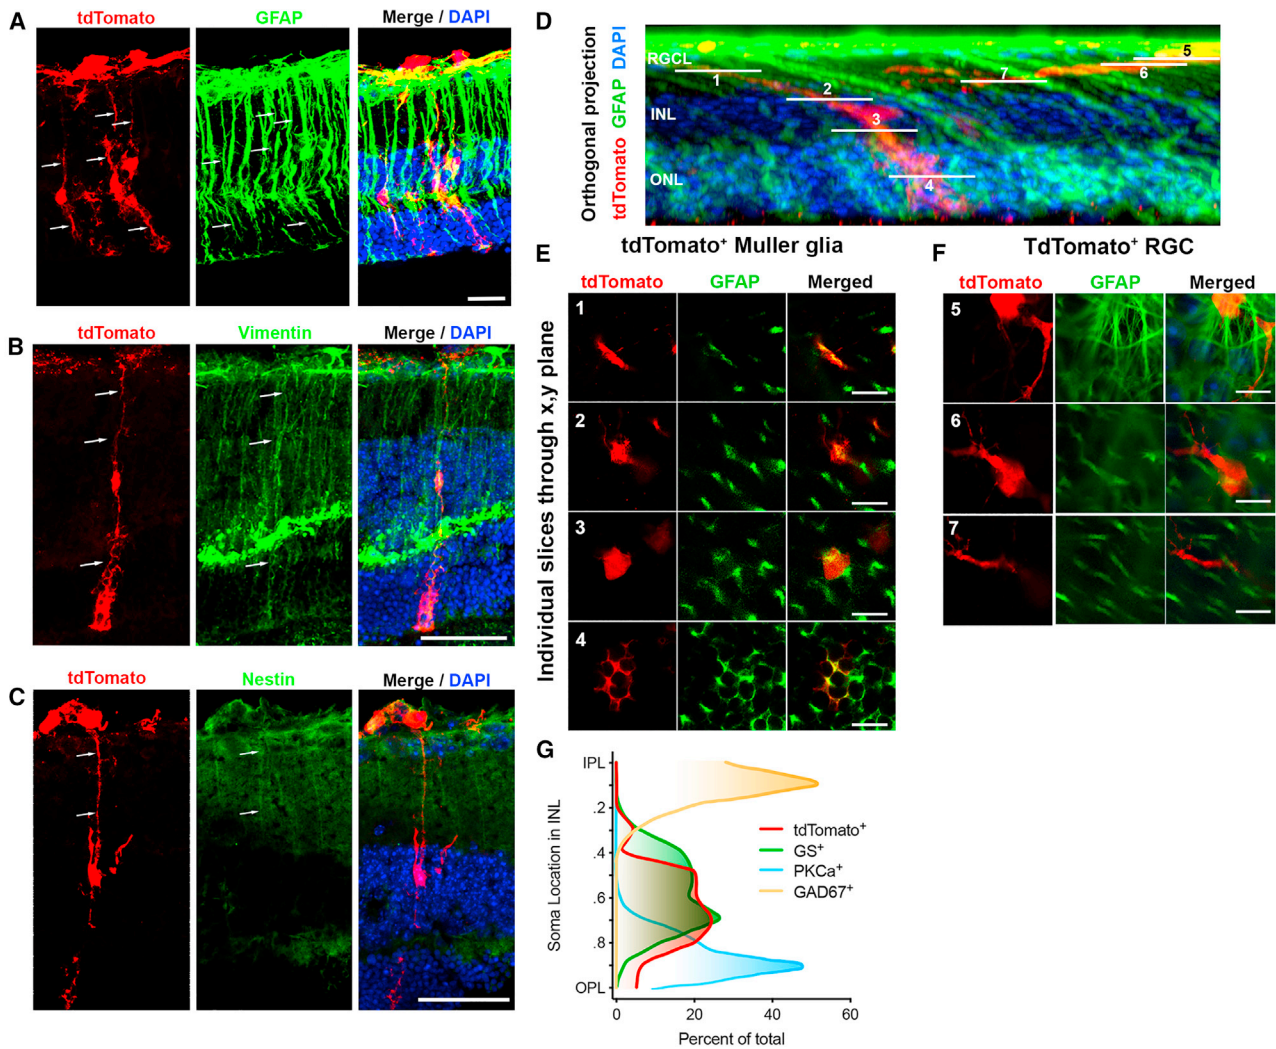 A
tdTomato
GFAP
Merge / DAPI
B
tdTomato
Vimentin
Merge / DAPI
C
tdTomato
Nestin
Merge / DAPI
D
Orthogonal projection
tdTomato GFAP DAPI
RGCL
INL
ONL
1
2
3
4
5
6
7
E
tdTomato⁺ Muller glia
tdTomato
GFAP
Merged
Individual slices through x,y plane
1
2
3
4
F
TdTomato⁺ RGC
tdTomato
GFAP
Merged
5
6
7
G
Soma Location in INL
IPL
.2
.4
.6
.8
OPL
tdTomato⁺
GS⁺
PKCa⁺
GAD67⁺
0 20 40 60
Percent of total